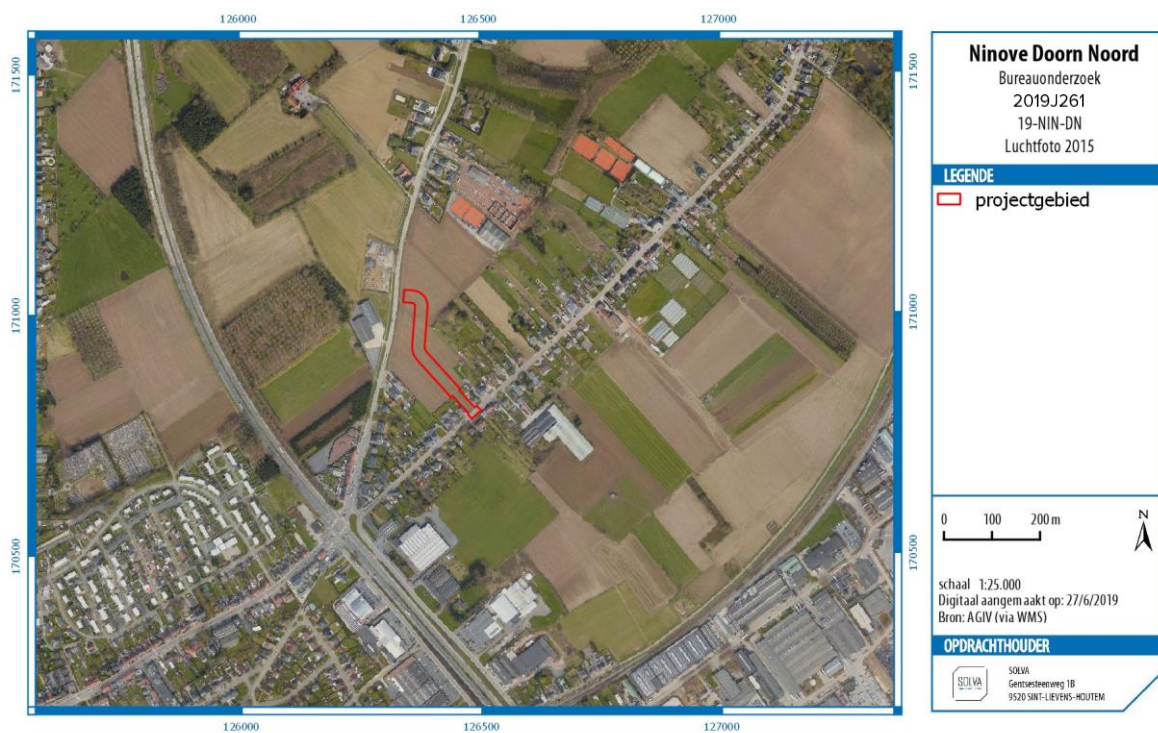 126000 126500 127000
171500 171500
171000 171000
170500 170500
126000 126500 127000
Ninove Doorn Noord
Bureauonderzoek
2019J261
19-NIN-DN
Luchtfoto 2015
LEGENDE
projectgebied
0 100 200 m
N
schaal 1:25.000
Digitaal aangemaakt op: 27/6/2019
Bron: AGIV (via WMS)
OPDRACHTHOUDER
SOLVA
SOLVA
Gentsesteenweg 1B
9520 SINT-LIEVENS-HOUTEM